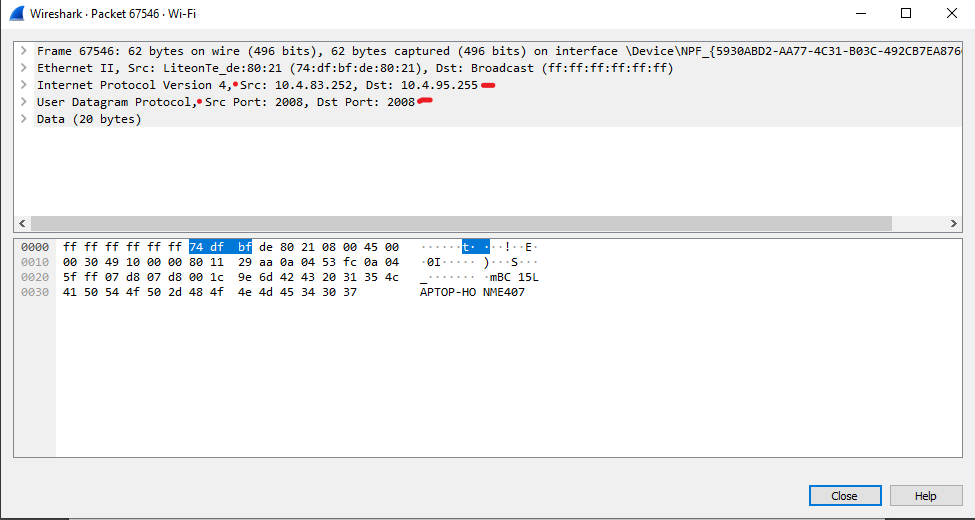 Wireshark · Packet 67546 · Wi-Fi
Frame 67546: 62 bytes on wire (496 bits), 62 bytes captured (496 bits) on interface \Device\NPF_{5930ABD2-AA77-4C31-B03C-492CB7EA876
Ethernet II, Src: LiteonTe_de:80:21 (74:df:bf:de:80:21), Dst: Broadcast (ff:ff:ff:ff:ff:ff)
Internet Protocol Version 4, Src: 10.4.83.252, Dst: 10.4.95.255
User Datagram Protocol, Src Port: 2008, Dst Port: 2008
Data (20 bytes)
0000 ff ff ff ff ff ff 74 df bf de 80 21 08 00 45 00 ······t· ··!··E·
0010 00 30 49 10 00 00 80 11 29 aa 0a 04 53 fc 0a 04 ·0I····· )···S···
0020 5f ff 07 d8 07 d8 00 1c 9e 6d 42 43 20 31 35 4c _······· ·mBC 15L
0030 41 50 54 4f 50 2d 48 4f 4e 4d 45 34 30 37 APTOP-HO NME407
Close Help